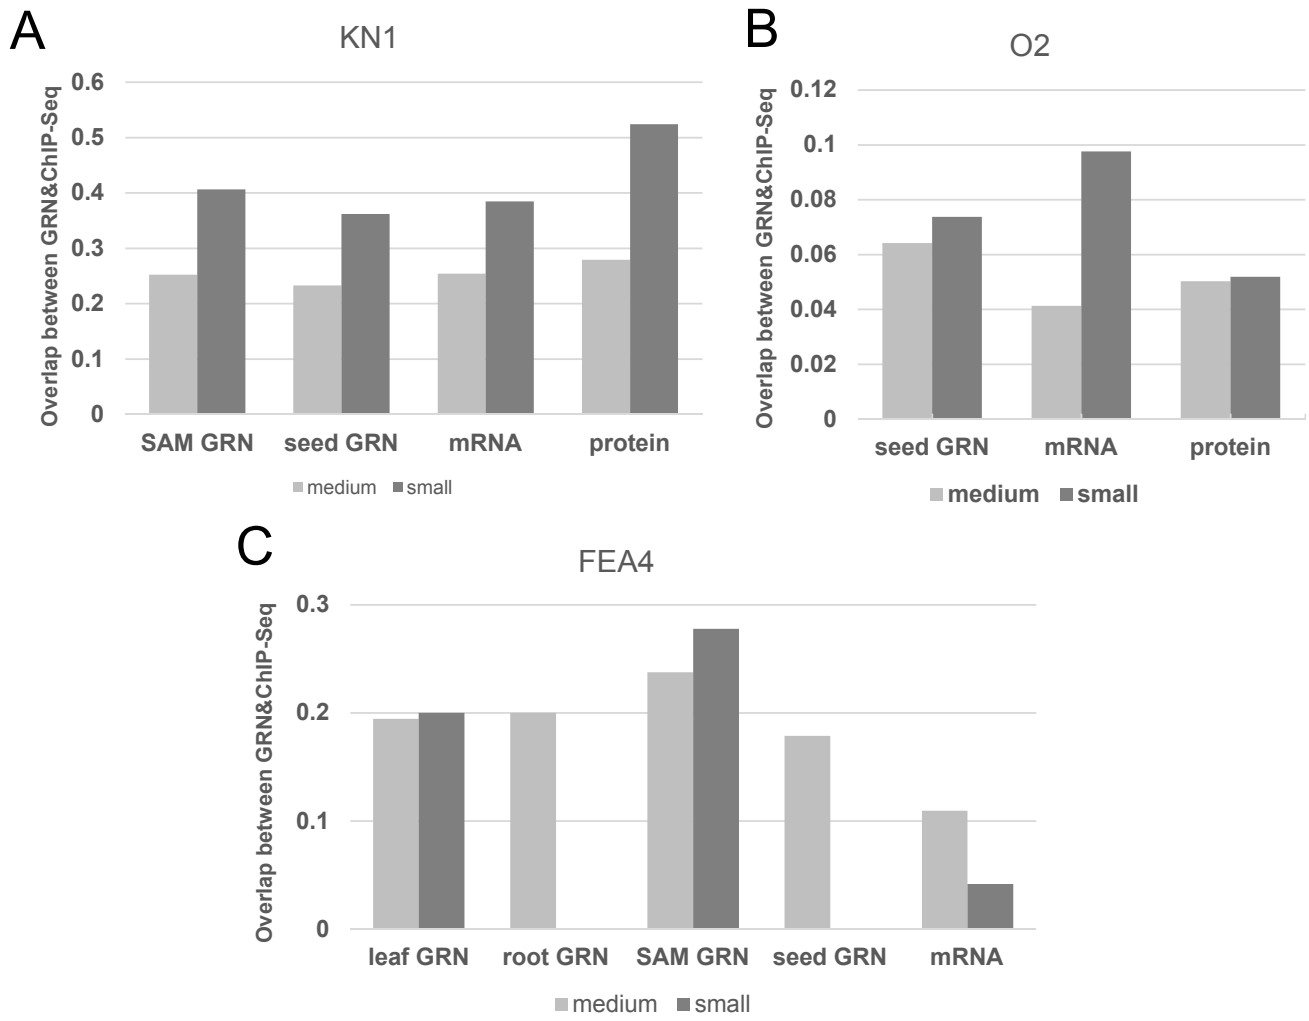 A
KN1
Overlap between GRN&ChIP-Seq
0.6
0.5
0.4
0.3
0.2
0.1
0
SAM GRN seed GRN mRNA protein
medium small
B
O2
Overlap between GRN&ChIP-Seq
0.12
0.1
0.08
0.06
0.04
0.02
0
seed GRN mRNA protein
medium small
C
FEA4
Overlap between GRN&ChIP-Seq
0.3
0.2
0.1
0
leaf GRN root GRN SAM GRN seed GRN mRNA
medium small